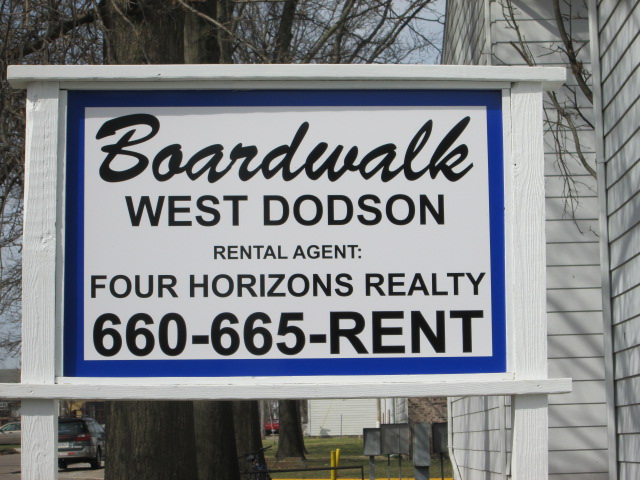 Boardwalk
WEST DODSON
RENTAL AGENT:
FOUR HORIZONS REALTY
660-665-RENT